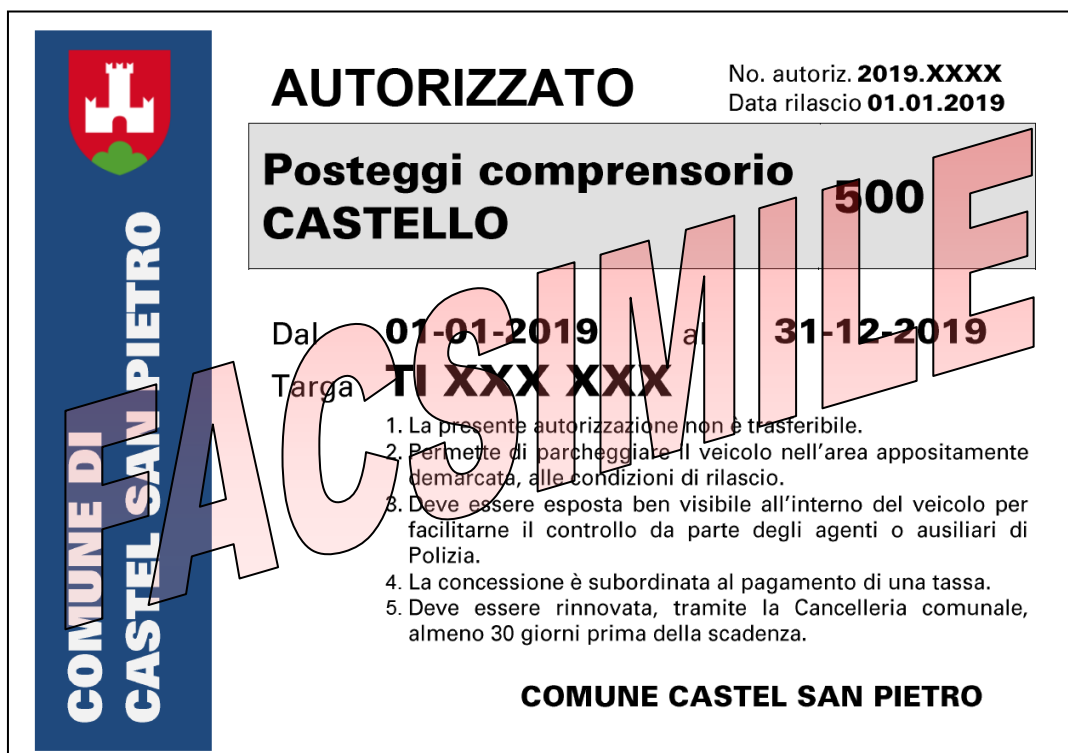 COMUNE DI
CASTEL SAN PIETRO
AUTORIZZATO
No. autoriz. 2019.XXXX
Data rilascio 01.01.2019
Posteggi comprensorio
CASTELLO
500
Dal 01-01-2019 al 31-12-2019
Targa TI XXX XXX
1. La presente autorizzazione non è trasferibile.
2. Permette di parcheggiare il veicolo nell'area appositamente
demarcata, alle condizioni di rilascio.
3. Deve essere esposta ben visibile all'interno del veicolo per
facilitarne il controllo da parte degli agenti o ausiliari di
Polizia.
4. La concessione è subordinata al pagamento di una tassa.
5. Deve essere rinnovata, tramite la Cancelleria comunale,
almeno 30 giorni prima della scadenza.
COMUNE CASTEL SAN PIETRO
FACSIMILE